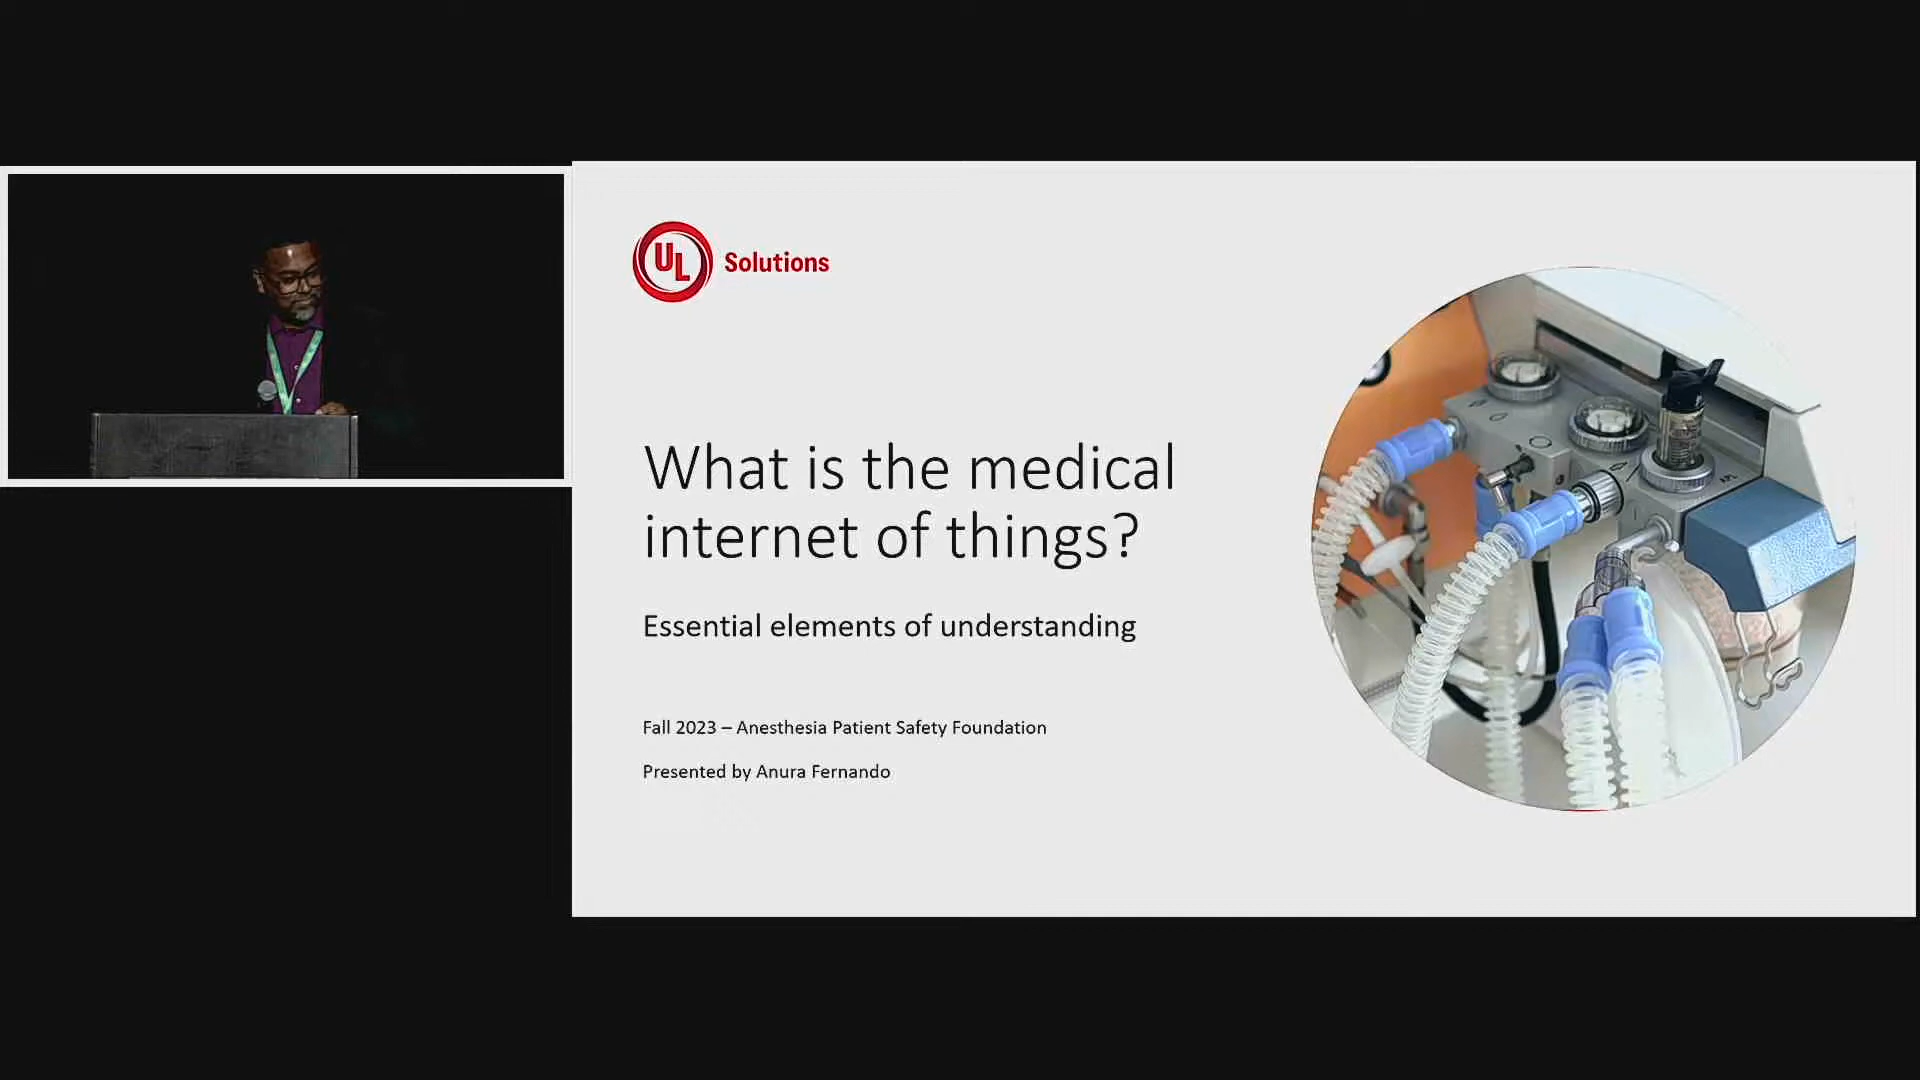 UL Solutions
What is the medical
internet of things?
Essential elements of understanding
Fall 2023 – Anesthesia Patient Safety Foundation
Presented by Anura Fernando